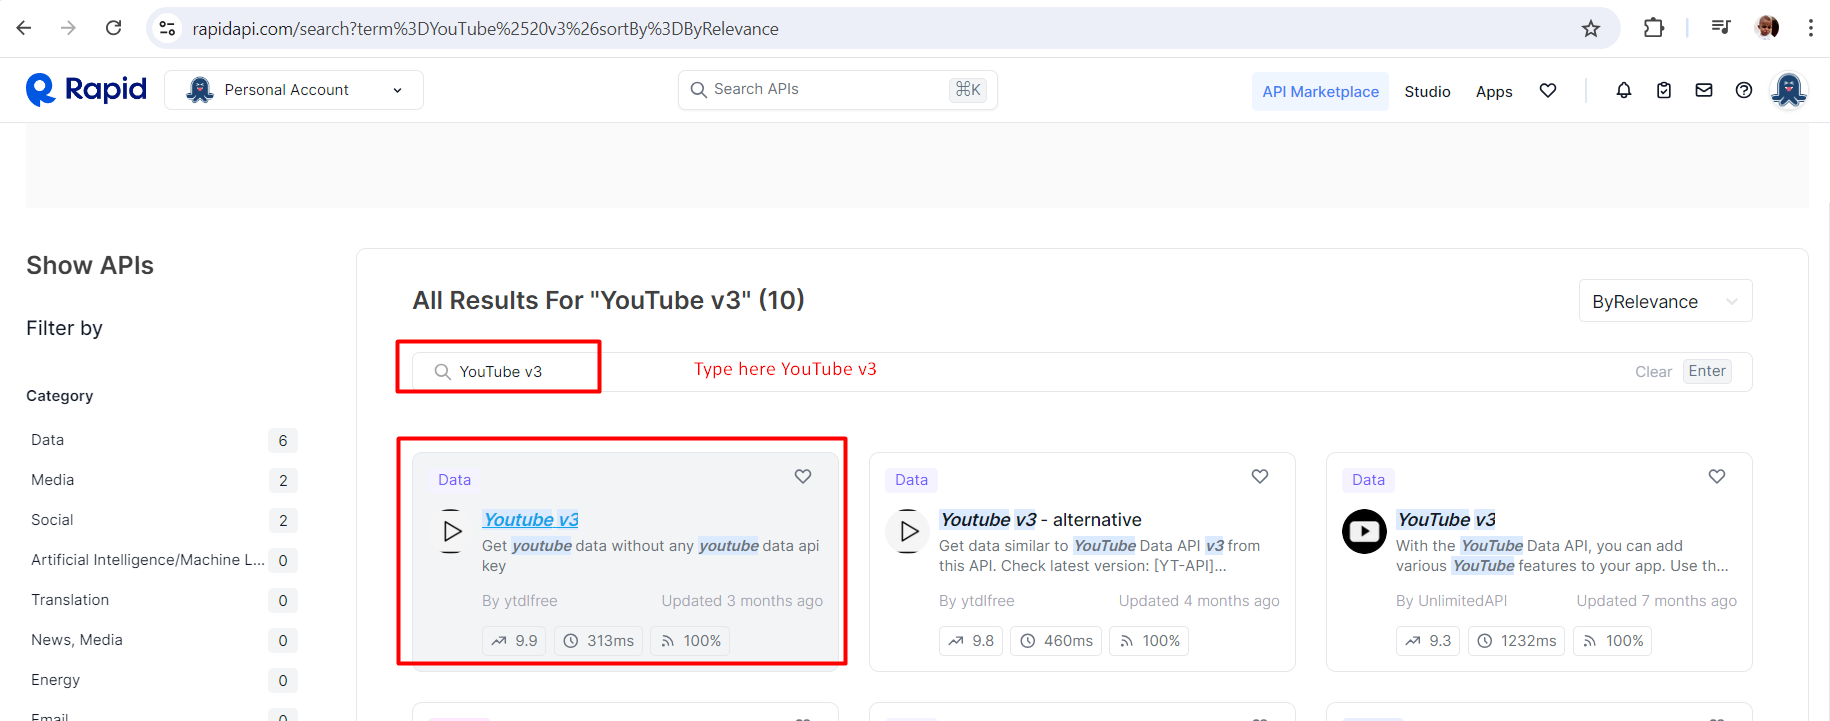 rapidapi.com/search?term%3DYouTube%2520v3%26sortBy%3DByRelevance
Rapid
Personal Account
Search APIs
⌘K
API Marketplace
Studio
Apps
Show APIs
Filter by
Category
Data 6
Media 2
Social 2
Artificial Intelligence/Machine L... 0
Translation 0
News, Media 0
Energy 0
Email 0
All Results For "YouTube v3" (10)
ByRelevance
YouTube v3
Type here YouTube v3
Clear
Enter
Data
Youtube v3
Get youtube data without any youtube data api
key
By ytdlfree
Updated 3 months ago
9.9
313ms
100%
Data
Youtube v3 - alternative
Get data similar to YouTube Data API v3 from
this API. Check latest version: [YT-API]...
By ytdlfree
Updated 4 months ago
9.8
460ms
100%
Data
YouTube v3
With the YouTube Data API, you can add
various YouTube features to your app. Use th...
By UnlimitedAPI
Updated 7 months ago
9.3
1232ms
100%